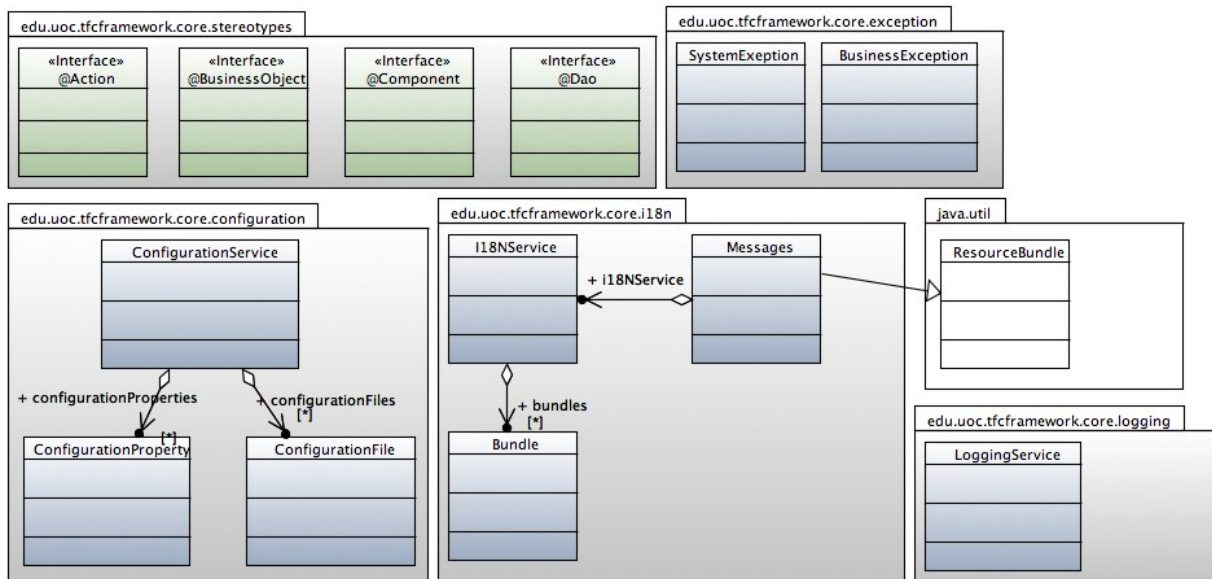 edu.uoc.tfcframework.core.stereotypes
«Interface»
@Action
«Interface»
@BusinessObject
«Interface»
@Component
«Interface»
@Dao
edu.uoc.tfcframework.core.exception
SystemExeption
BusinessException
edu.uoc.tfcframework.core.configuration
ConfigurationService
+ configurationProperties
[*]
+ configurationFiles
[*]
ConfigurationProperty
ConfigurationFile
edu.uoc.tfcframework.core.i18n
I18NService
+ i18NService
Messages
+ bundles
[*]
Bundle
java.util
ResourceBundle
edu.uoc.tfcframework.core.logging
LoggingService